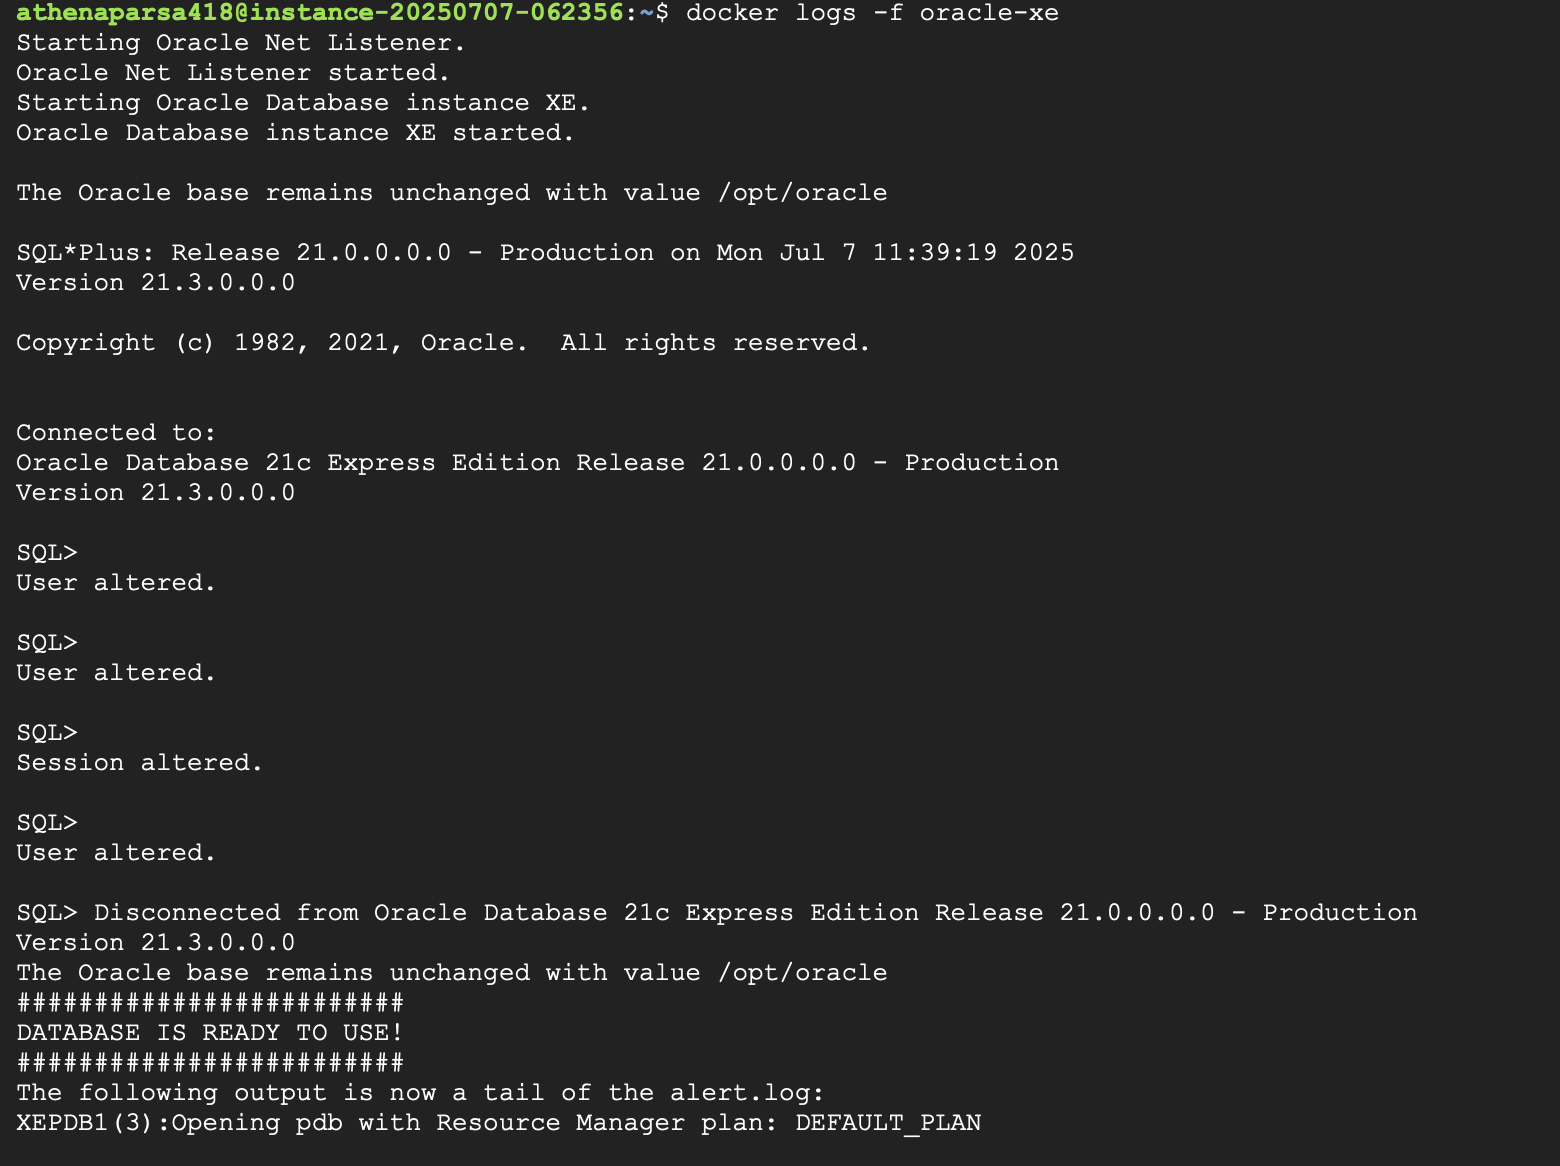 athenaparsa418@instance-20250707-062356:~$ docker logs -f oracle-xe
Starting Oracle Net Listener.
Oracle Net Listener started.
Starting Oracle Database instance XE.
Oracle Database instance XE started.
The Oracle base remains unchanged with value /opt/oracle
SQL*Plus: Release 21.0.0.0.0 - Production on Mon Jul 7 11:39:19 2025
Version 21.3.0.0.0
Copyright (c) 1982, 2021, Oracle.  All rights reserved.
Connected to:
Oracle Database 21c Express Edition Release 21.0.0.0.0 - Production
Version 21.3.0.0.0
SQL>
User altered.
SQL>
User altered.
SQL>
Session altered.
SQL>
User altered.
SQL> Disconnected from Oracle Database 21c Express Edition Release 21.0.0.0.0 - Production
Version 21.3.0.0.0
The Oracle base remains unchanged with value /opt/oracle
#########################
DATABASE IS READY TO USE!
#########################
The following output is now a tail of the alert.log:
XEPDB1(3):Opening pdb with Resource Manager plan: DEFAULT_PLAN